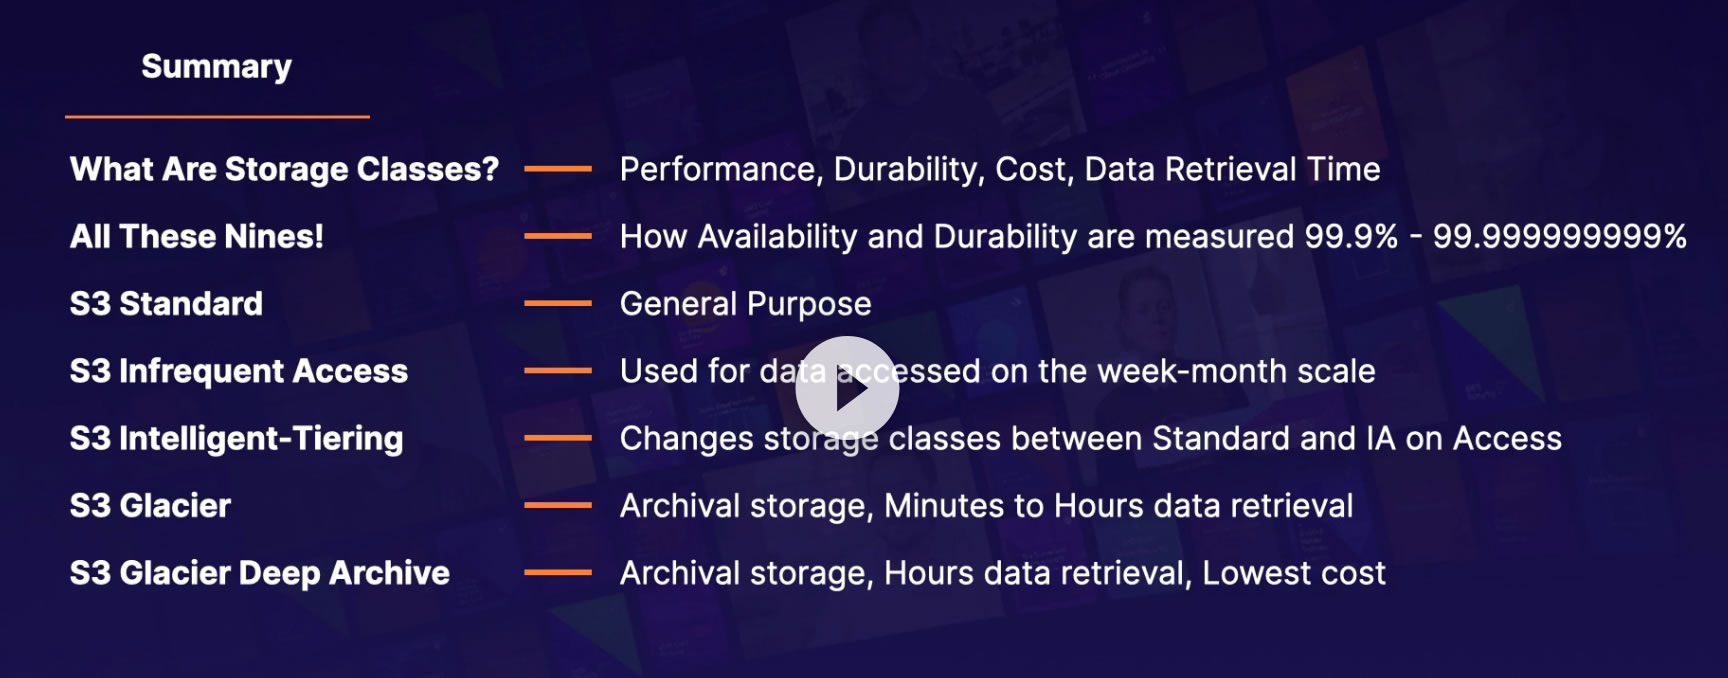 Summary
What Are Storage Classes? — Performance, Durability, Cost, Data Retrieval Time
All These Nines! — How Availability and Durability are measured 99.9% - 99.999999999%
S3 Standard — General Purpose
S3 Infrequent Access — Used for data accessed on the week-month scale
S3 Intelligent-Tiering — Changes storage classes between Standard and IA on Access
S3 Glacier — Archival storage, Minutes to Hours data retrieval
S3 Glacier Deep Archive — Archival storage, Hours data retrieval, Lowest cost